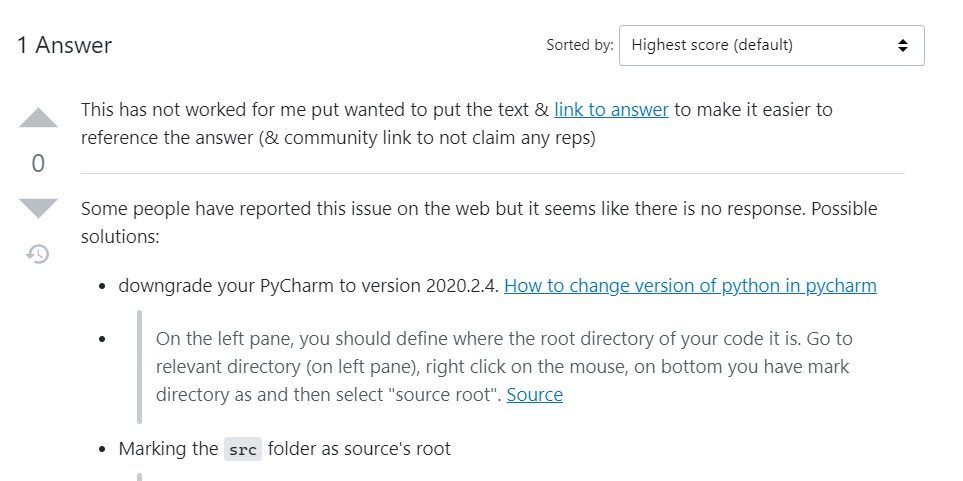 1 Answer
Sorted by: Highest score (default)
This has not worked for me put wanted to put the text & link to answer to make it easier to
reference the answer (& community link to not claim any reps)
0
Some people have reported this issue on the web but it seems like there is no response. Possible
solutions:
• downgrade your PyCharm to version 2020.2.4. How to change version of python in pycharm
• On the left pane, you should define where the root directory of your code it is. Go to
relevant directory (on left pane), right click on the mouse, on bottom you have mark
directory as and then select "source root". Source
• Marking the src folder as source's root